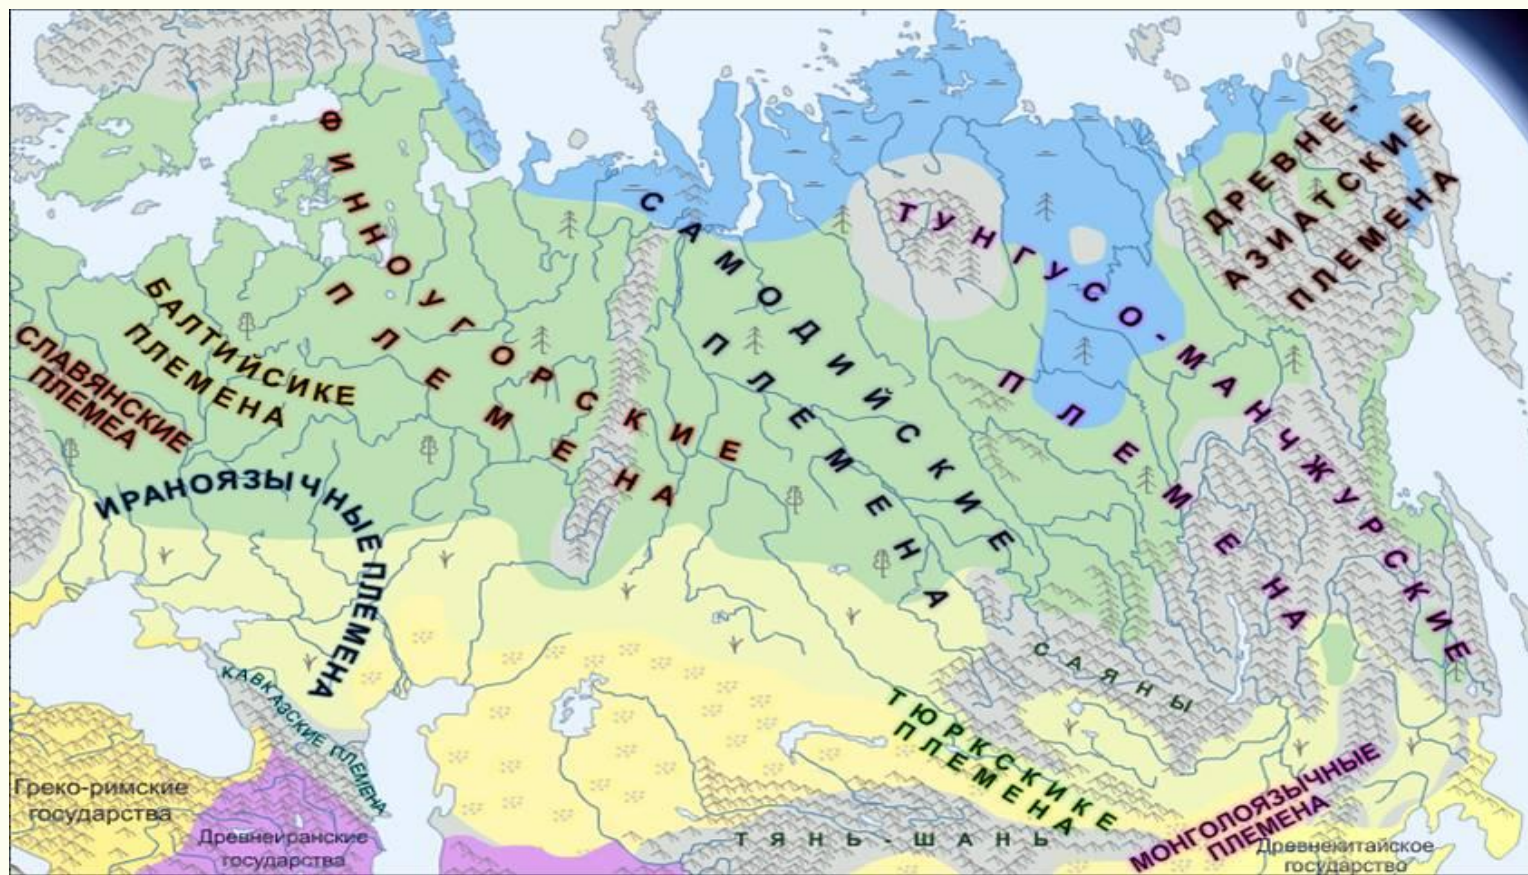 ФИННОУГОРСКИЕ
ПЛЕМЕНА
САМОДИЙСКИЕ
ПЛЕМЕНА
ТУНГУСО-МАНЧЖУРСКИЕ
ПЛЕМЕНА
ДРЕВНЕ-
АЗИАТСКИЕ
ПЛЕМЕНА
БАЛТИЙСИКЕ
ПЛЕМЕНА
СЛАВЯНСКИЕ
ПЛЕМЕА
ИРАНОЯЗЫЧНЫЕ ПЛЕМЕНА
КАВКАЗСКИЕ ПЛЕМЕНА
САЯНЫ
ТЮРКСКИКЕ
ПЛЕМЕНА
МОНГОЛОЯЗЫЧНЫЕ
ПЛЕМЕНА
Греко-римские
государства
Древнеиранские
государства
ТЯНЬ-ШАНЬ
Древнекитайское
государство